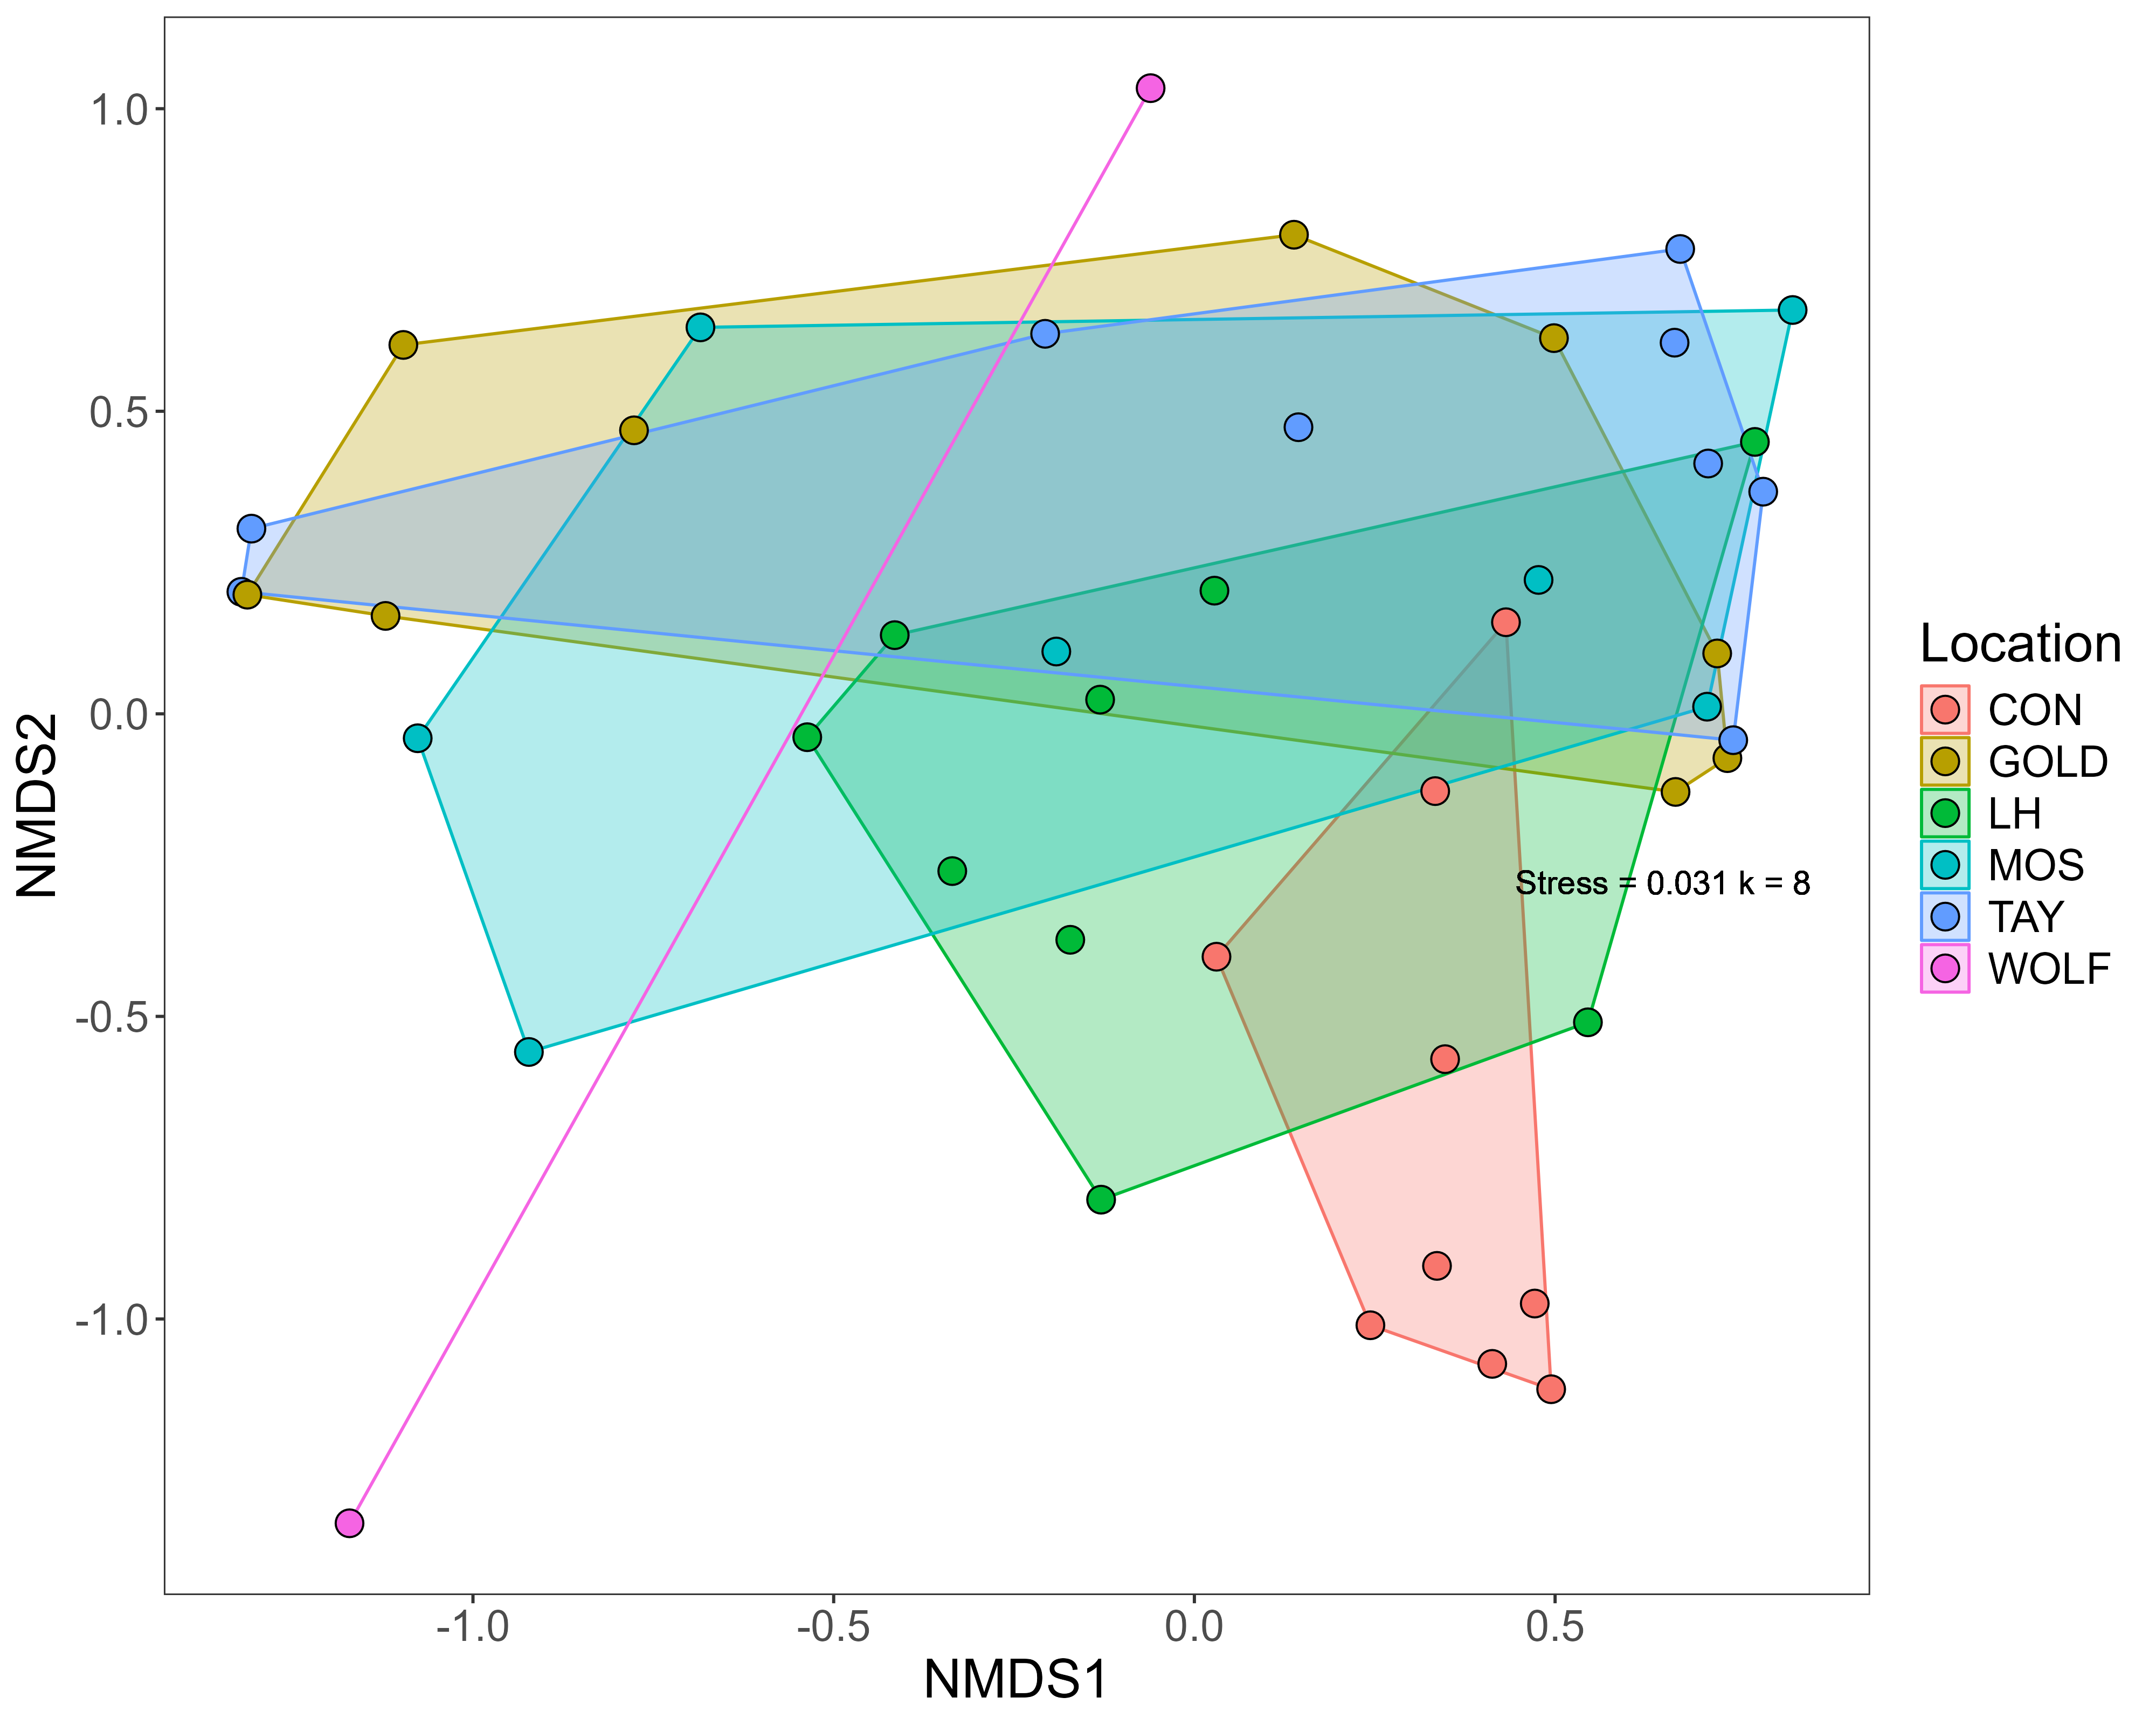 1.0
0.5
0.0
-0.5
-1.0
NMDS2
Stress = 0.031 k = 8
-1.0
-0.5
0.0
0.5
NMDS1
Location
CON
GOLD
LH
MOS
TAY
WOLF